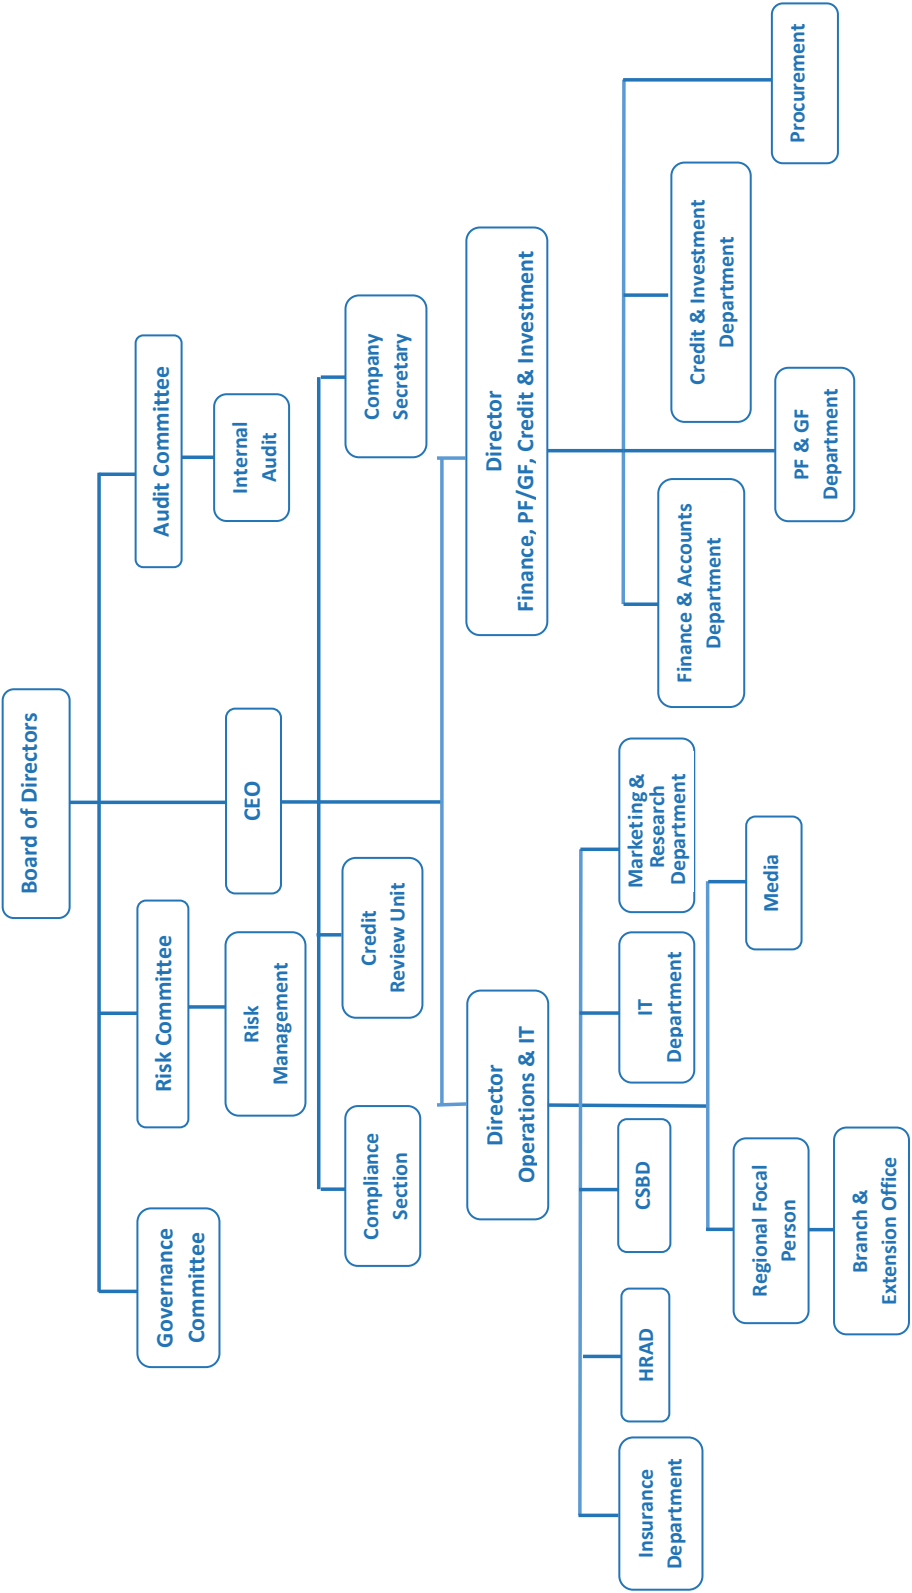 Board of Directors
Governance
Committee
Risk Committee
Audit Committee
Risk
Management
CEO
Internal
Audit
Compliance
Section
Credit
Review Unit
Company
Secretary
Director
Operations & IT
Director
Finance, PF/GF, Credit & Investment
Insurance
Department
HRAD
CSBD
IT
Department
Marketing &
Research
Department
Finance & Accounts
Department
PF & GF
Department
Credit & Investment
Department
Procurement
Regional Focal
Person
Media
Branch &
Extension Office